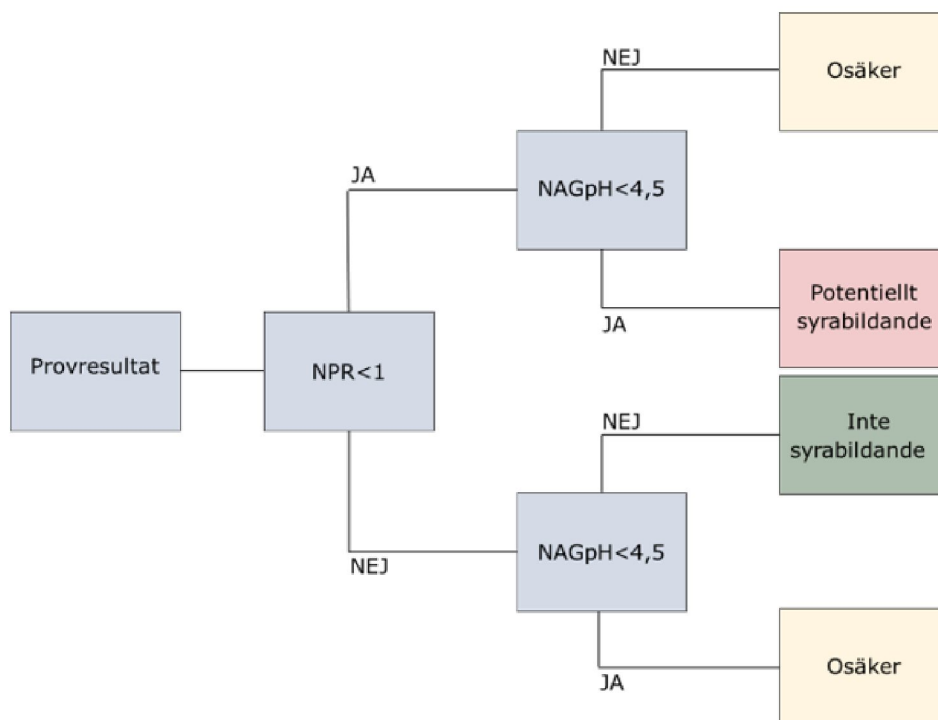 NEJ
Osäker
JA
NAGpH<4,5
Potentiellt
syrabildande
JA
Provresultat
NPR<1
NEJ
Inte
syrabildande
NAGpH<4,5
NEJ
Osäker
JA